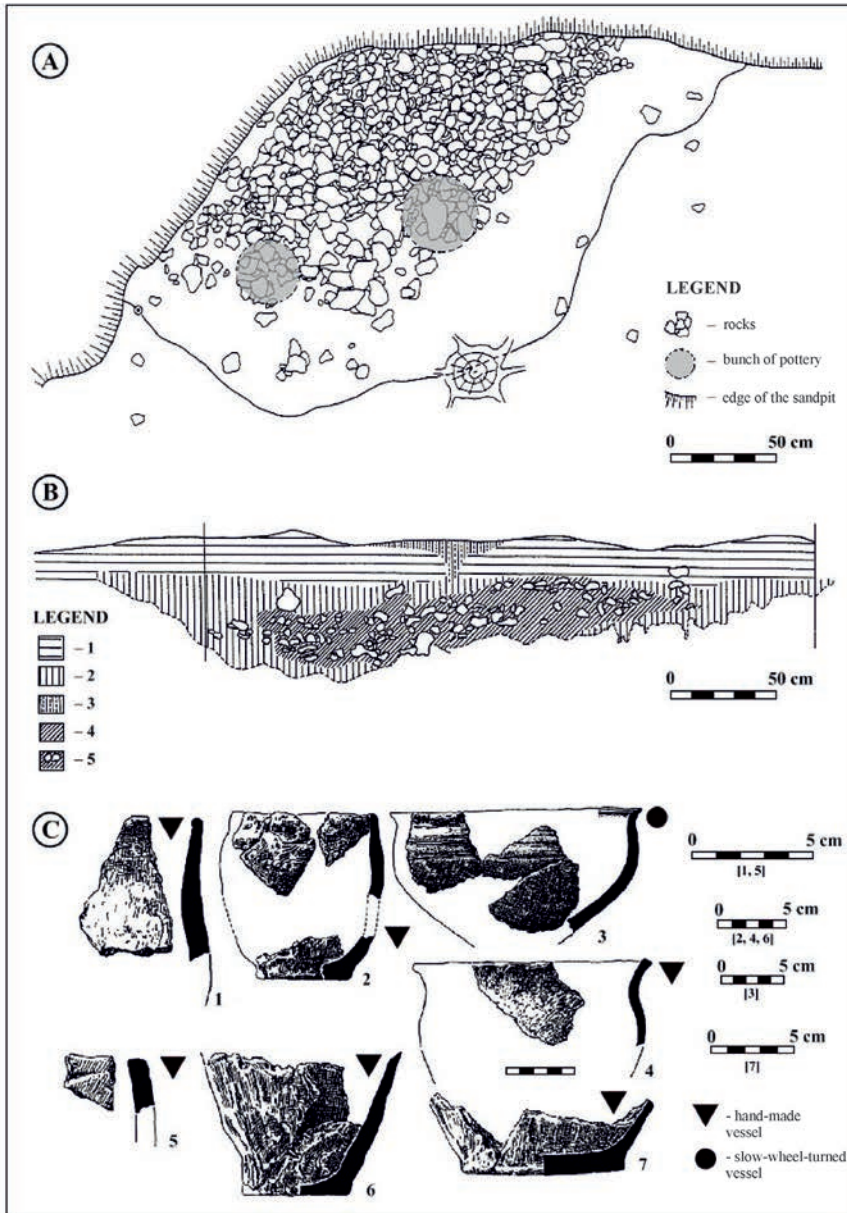 A
LEGEND
– rocks
– bunch of pottery
– edge of the sandpit
0 50 cm
B
LEGEND
– 1
– 2
– 3
– 4
– 5
0 50 cm
C
1
2
3
4
5
6
7
0 5 cm
[1, 5]
0 5 cm
[2, 4, 6]
0 5 cm
[3]
0 5 cm
[7]
- hand-made
vessel
- slow-wheel-turned
vessel